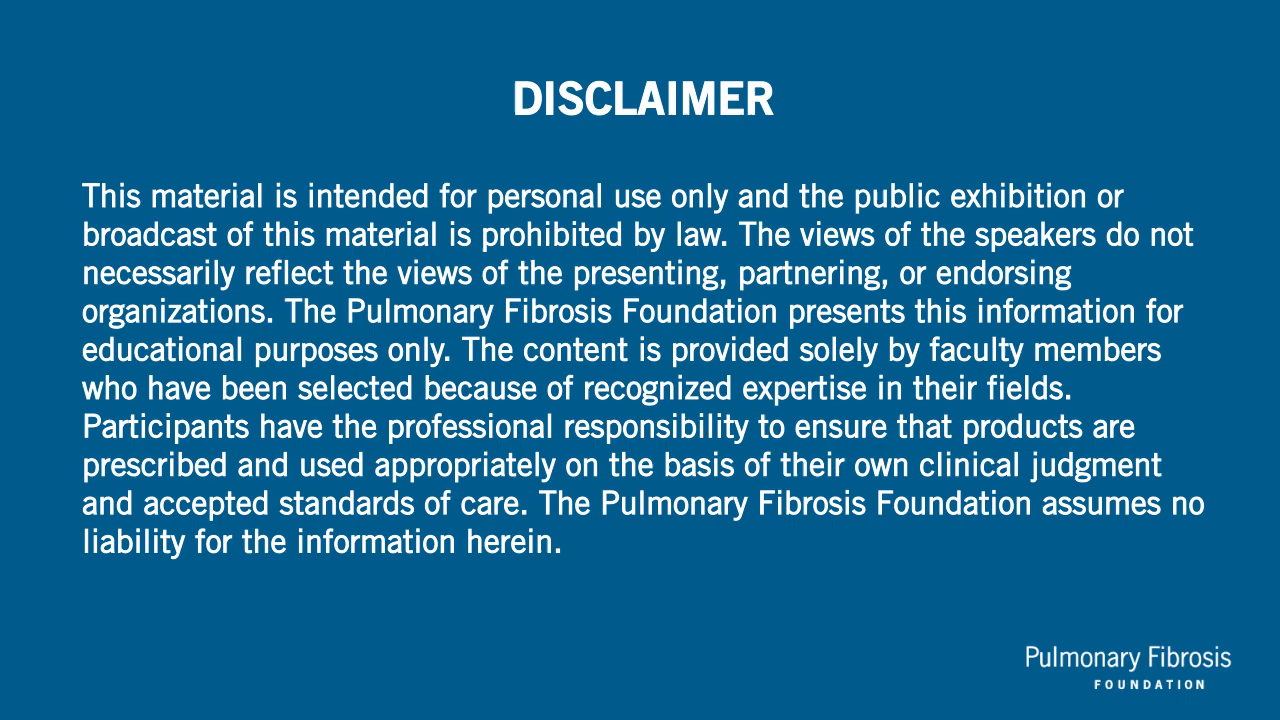 DISCLAIMER
This material is intended for personal use only and the public exhibition or
broadcast of this material is prohibited by law. The views of the speakers do not
necessarily reflect the views of the presenting, partnering, or endorsing
organizations. The Pulmonary Fibrosis Foundation presents this information for
educational purposes only. The content is provided solely by faculty members
who have been selected because of recognized expertise in their fields.
Participants have the professional responsibility to ensure that products are
prescribed and used appropriately on the basis of their own clinical judgment
and accepted standards of care. The Pulmonary Fibrosis Foundation assumes no
liability for the information herein.
Pulmonary Fibrosis
FOUNDATION